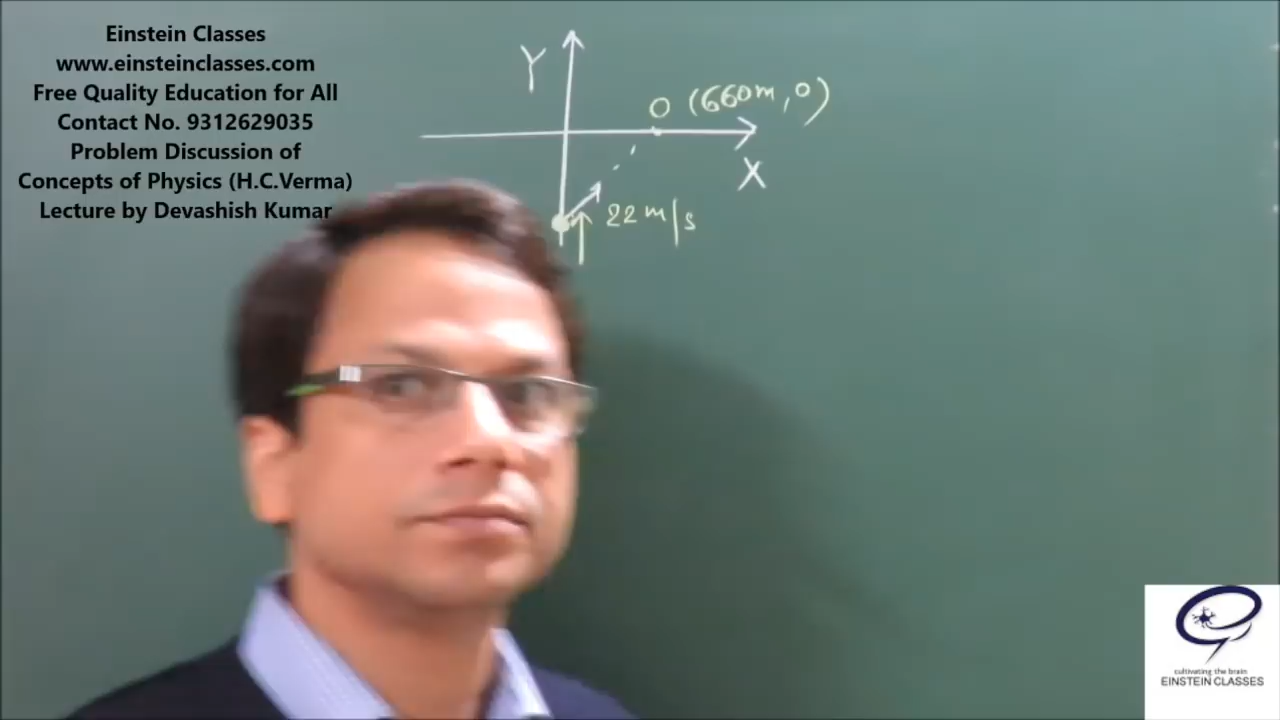 Einstein Classes
www.einsteinclasses.com
Free Quality Education for All
Contact No. 9312629035
Problem Discussion of
Concepts of Physics (H.C.Verma)
Lecture by Devashish Kumar
Y
O (660m, 0)
X
22 m/s
cultivating the brain
EINSTEIN CLASSES